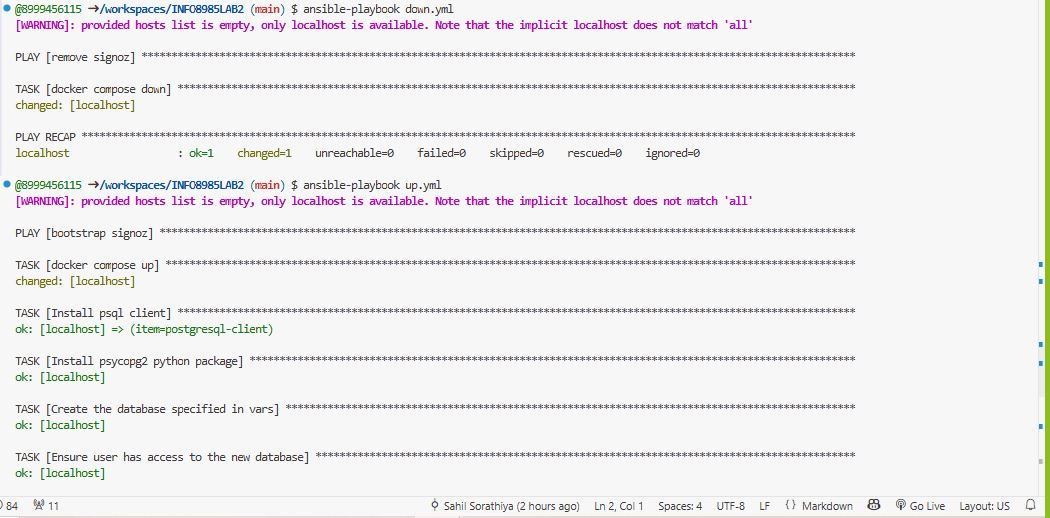 @8999456115 →/workspaces/INFO8985LAB2 (main) $ ansible-playbook down.yml
[WARNING]: provided hosts list is empty, only localhost is available. Note that the implicit localhost does not match 'all'
PLAY [remove signoz] ***********************************************************************************************************************
TASK [docker compose down] *****************************************************************************************************************
changed: [localhost]
PLAY RECAP *********************************************************************************************************************************
localhost : ok=1 changed=1 unreachable=0 failed=0 skipped=0 rescued=0 ignored=0
@8999456115 →/workspaces/INFO8985LAB2 (main) $ ansible-playbook up.yml
[WARNING]: provided hosts list is empty, only localhost is available. Note that the implicit localhost does not match 'all'
PLAY [bootstrap signoz] ********************************************************************************************************************
TASK [docker compose up] *******************************************************************************************************************
changed: [localhost]
TASK [Install psql client] *****************************************************************************************************************
ok: [localhost] => (item=postgresql-client)
TASK [Install psycopg2 python package] *****************************************************************************************************
ok: [localhost]
TASK [Create the database specified in vars] ***********************************************************************************************
ok: [localhost]
TASK [Ensure user has access to the new database] ******************************************************************************************
ok: [localhost]
84 11 Sahil Sorathiya (2 hours ago) Ln 2, Col 1 Spaces: 4 UTF-8 LF {} Markdown Go Live Layout: US